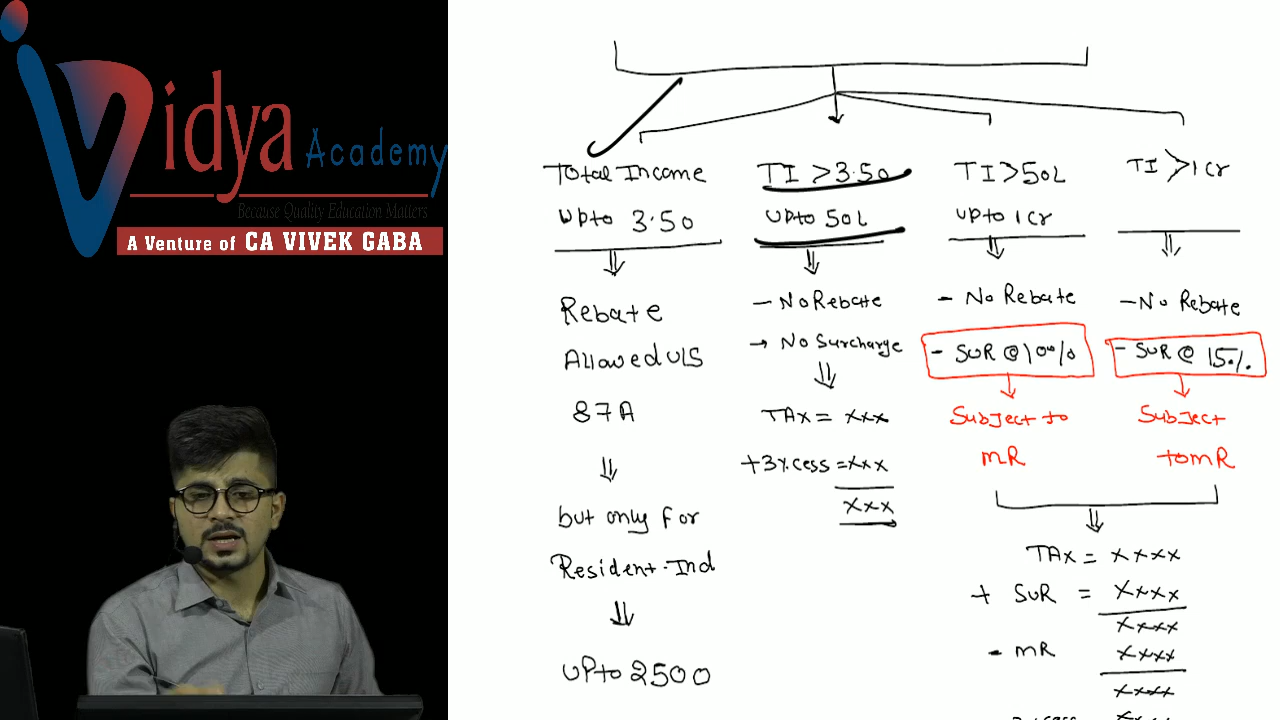 Vidya Academy
Because Quality Education Matters
A Venture of CA VIVEK GABA
Total Income
Upto 3.50
Rebate
Allowed U/S
87A
but only for
Resident Ind
UPto 2500
TI > 3.50
UPto 50L
- No Rebate
→ No Surcharge
TAx = xxx
+3% cess = xxx
xxx
TI > 50L
UPto 1Cr
- No Rebate
- SUR @ 10%
Subject to
MR
TI > 1Cr
- No Rebate
- SUR @ 15%.
Subject
to MR
TAx = xxxx
+ SUR = xxxx
xxxx
- MR xxxx
xxxx